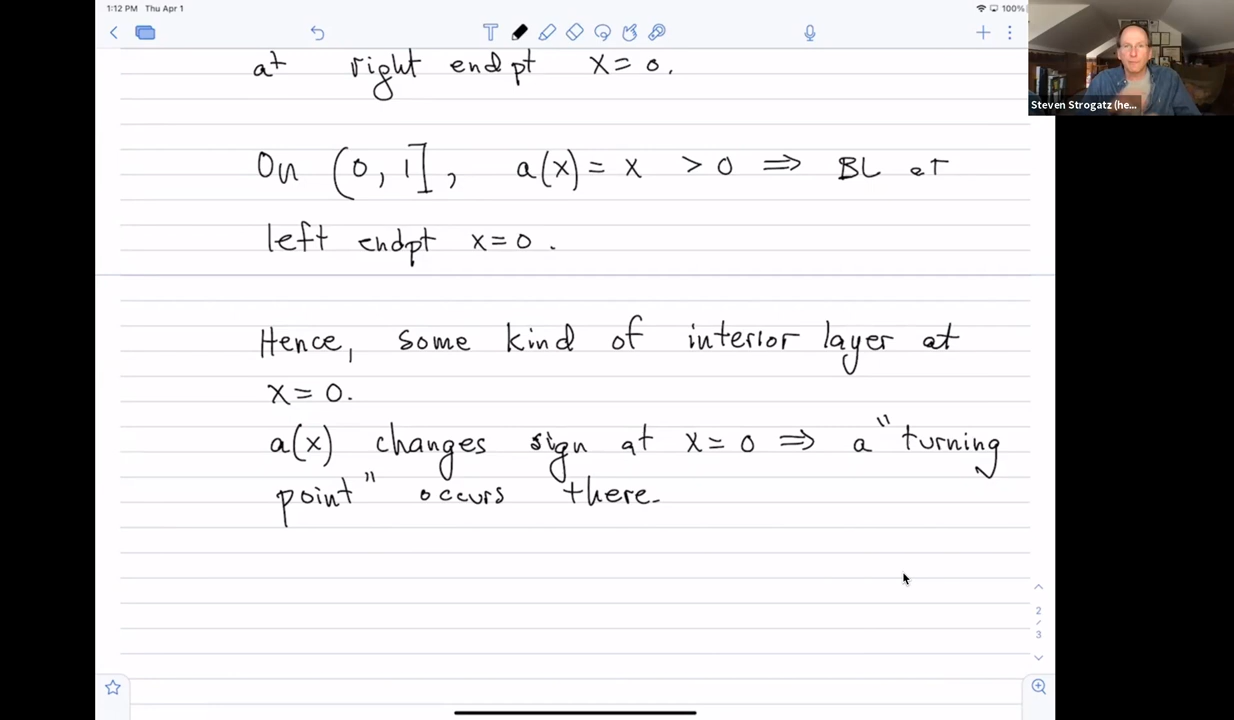 1:12 PM Thu Apr 1
100%
Steven Strogatz (he...
at right endpt x = 0.
On (0, 1], a(x) = x > 0 ⇒ BL at
left endpt x = 0.
Hence, some kind of interior layer at
x = 0.
a(x) changes sign at x = 0 ⇒ a "turning
point" occurs there.
2
/
3